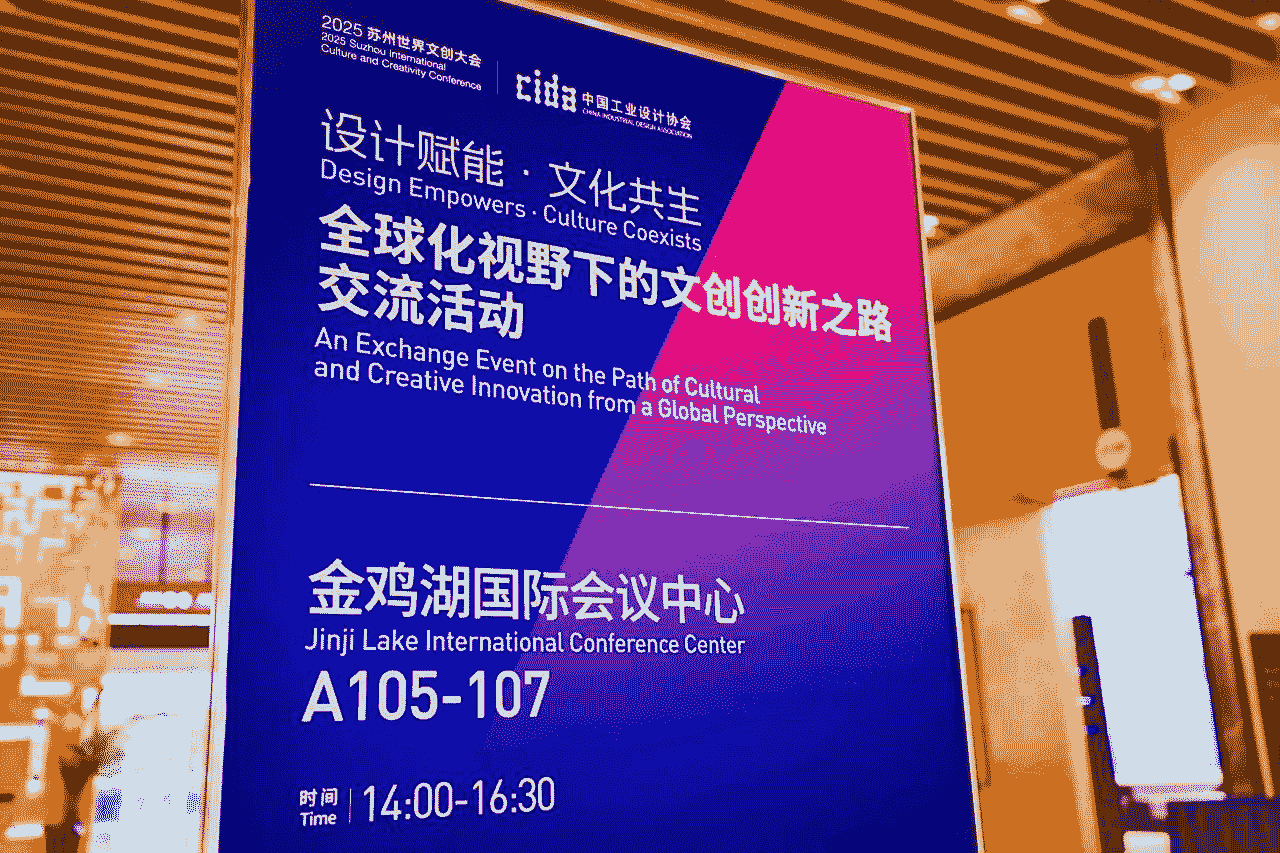 2025 苏州世界文创大会
2025 Suzhou International
Culture and Creativity Conference
cida 中国工业设计协会
CHINA INDUSTRIAL DESIGN ASSOCIATION
设计赋能·文化共生
Design Empowers · Culture Coexists
全球化视野下的文创创新之路
交流活动
An Exchange Event on the Path of Cultural
and Creative Innovation from a Global Perspective
金鸡湖国际会议中心
Jinji Lake International Conference Center
A105-107
时间
Time
14:00-16:30